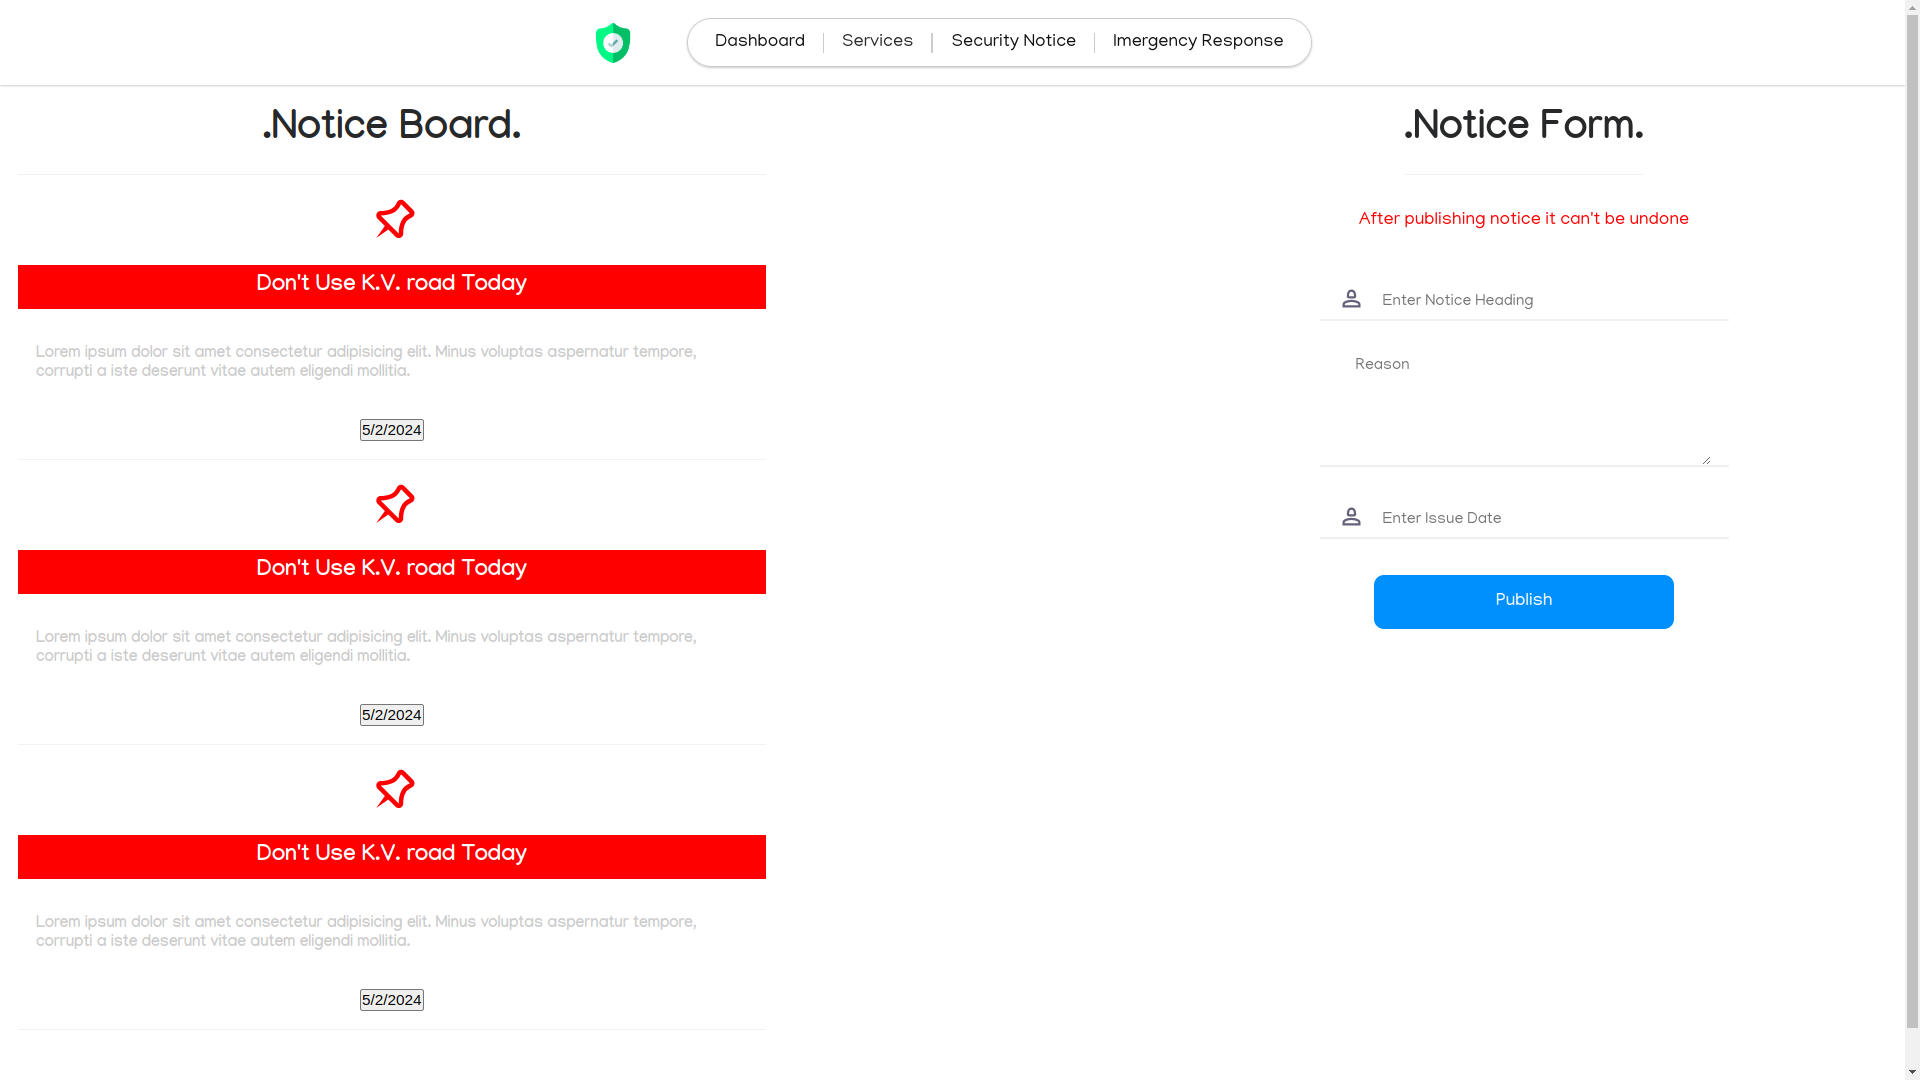 Dashboard
Services
Security Notice
Imergency Response
.Notice Board.
Don't Use K.V. road Today
Lorem ipsum dolor sit amet consectetur adipisicing elit. Minus voluptas aspernatur tempore,
corrupti a iste deserunt vitae autem eligendi mollitia.
5/2/2024
Don't Use K.V. road Today
Lorem ipsum dolor sit amet consectetur adipisicing elit. Minus voluptas aspernatur tempore,
corrupti a iste deserunt vitae autem eligendi mollitia.
5/2/2024
Don't Use K.V. road Today
Lorem ipsum dolor sit amet consectetur adipisicing elit. Minus voluptas aspernatur tempore,
corrupti a iste deserunt vitae autem eligendi mollitia.
5/2/2024
.Notice Form.
After publishing notice it can't be undone
Enter Notice Heading
Reason
Enter Issue Date
Publish